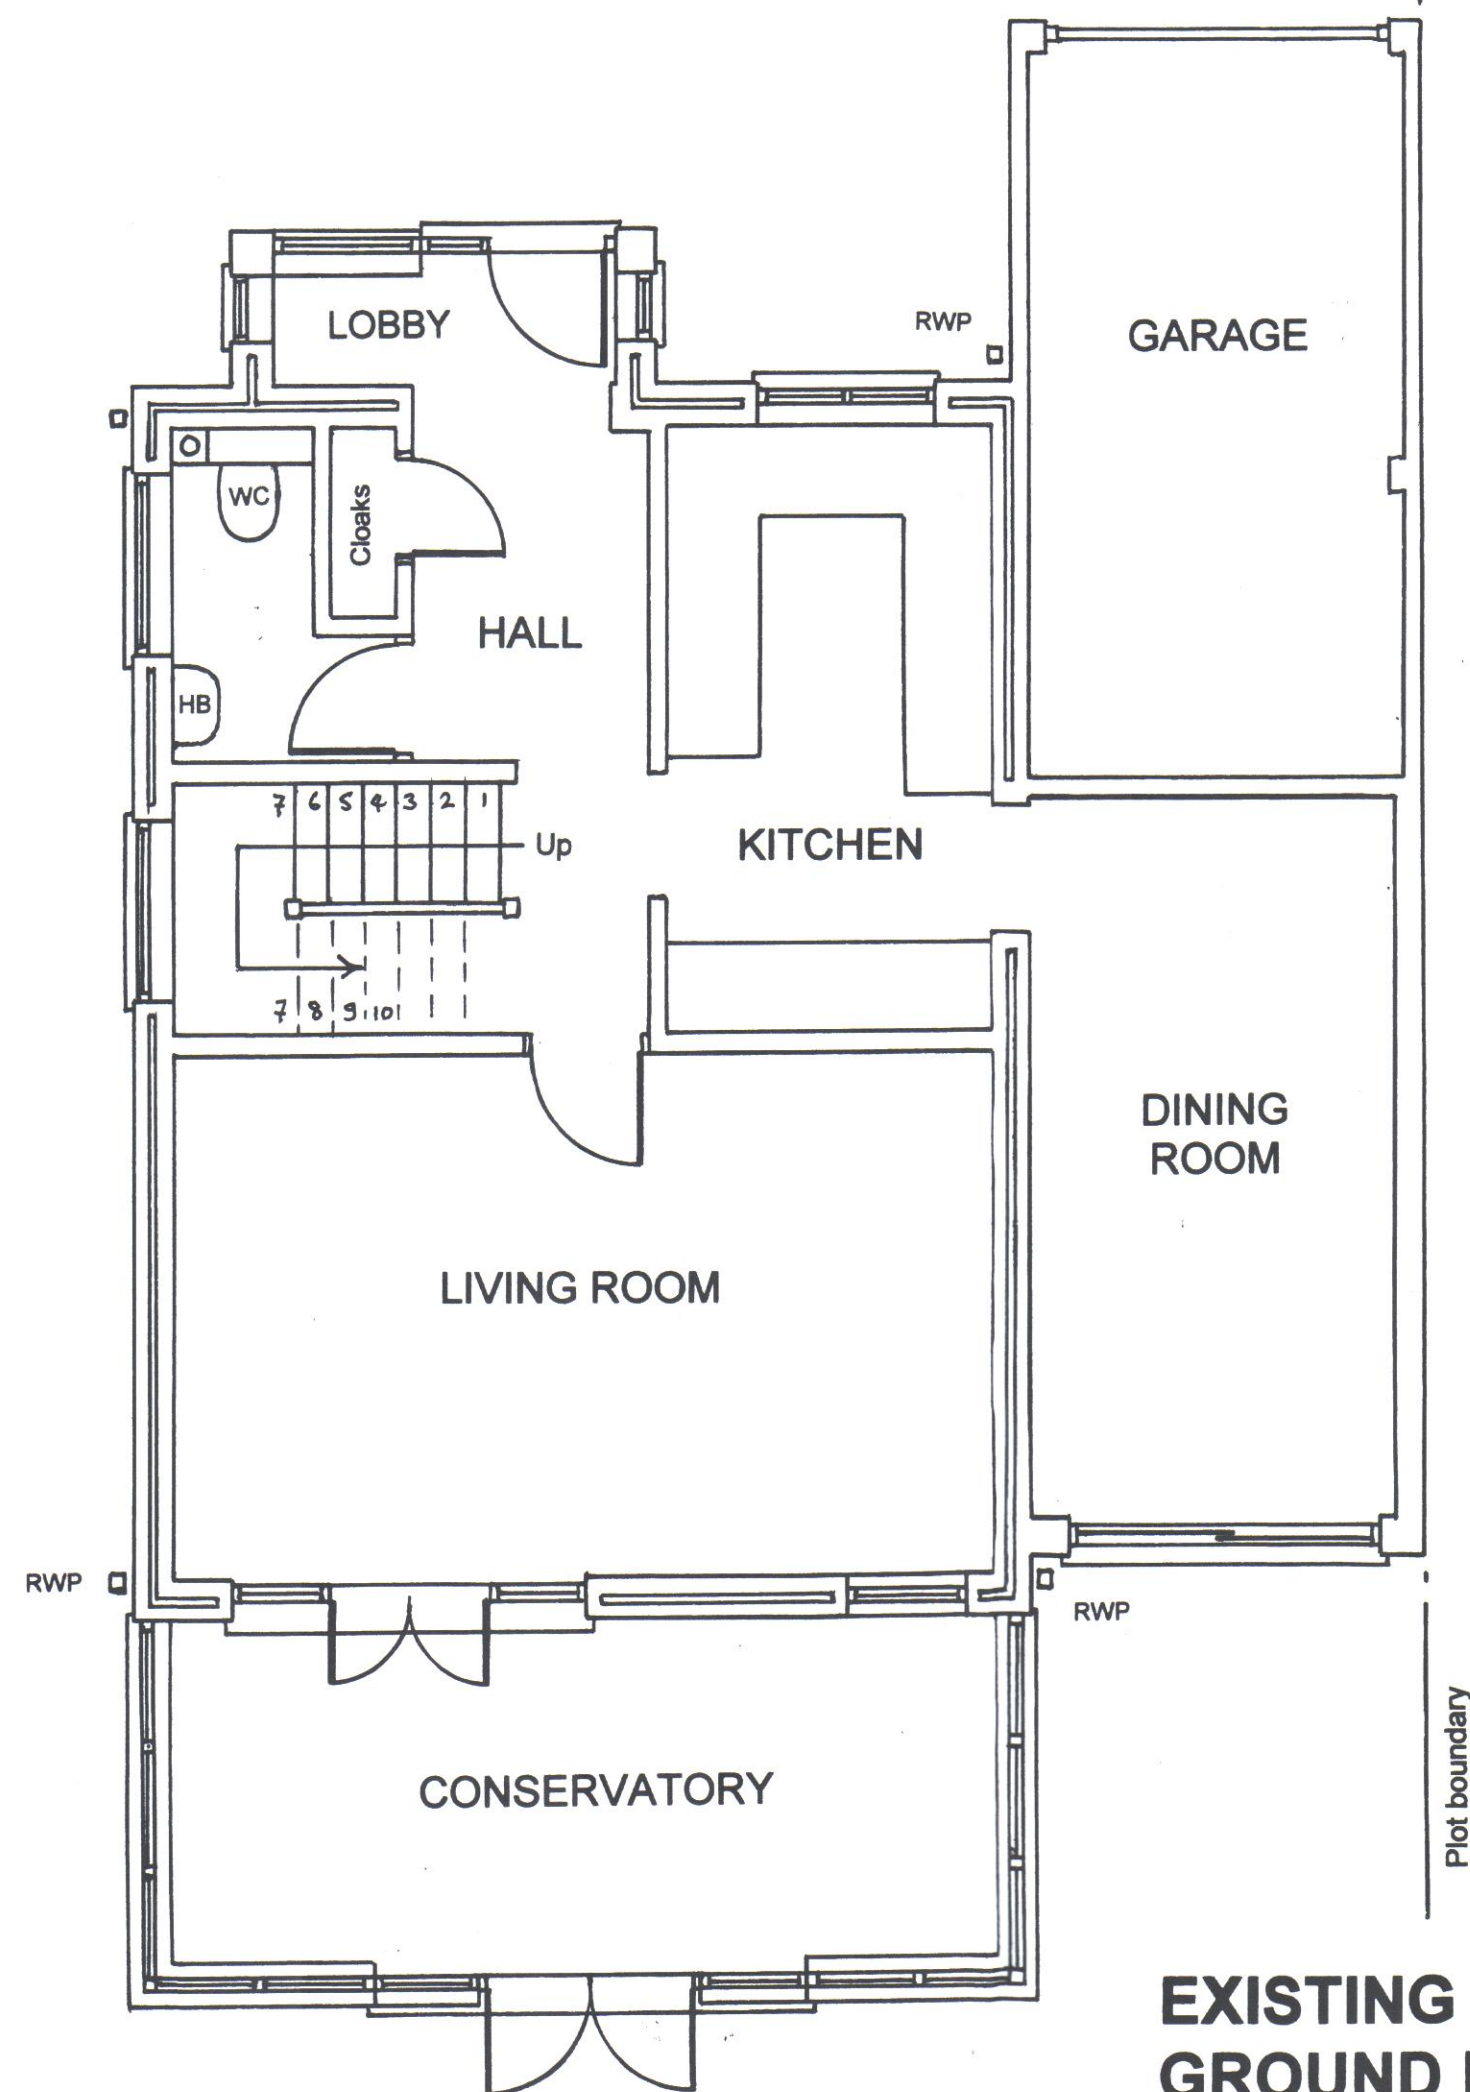 LOBBY
RWP
GARAGE
WC
Cloaks
HALL
HB
7 6 5 4 3 2 1
Up
KITCHEN
7 8 9 10
DINING
ROOM
LIVING ROOM
RWP
RWP
Plot boundary
CONSERVATORY
EXISTING
GROUND